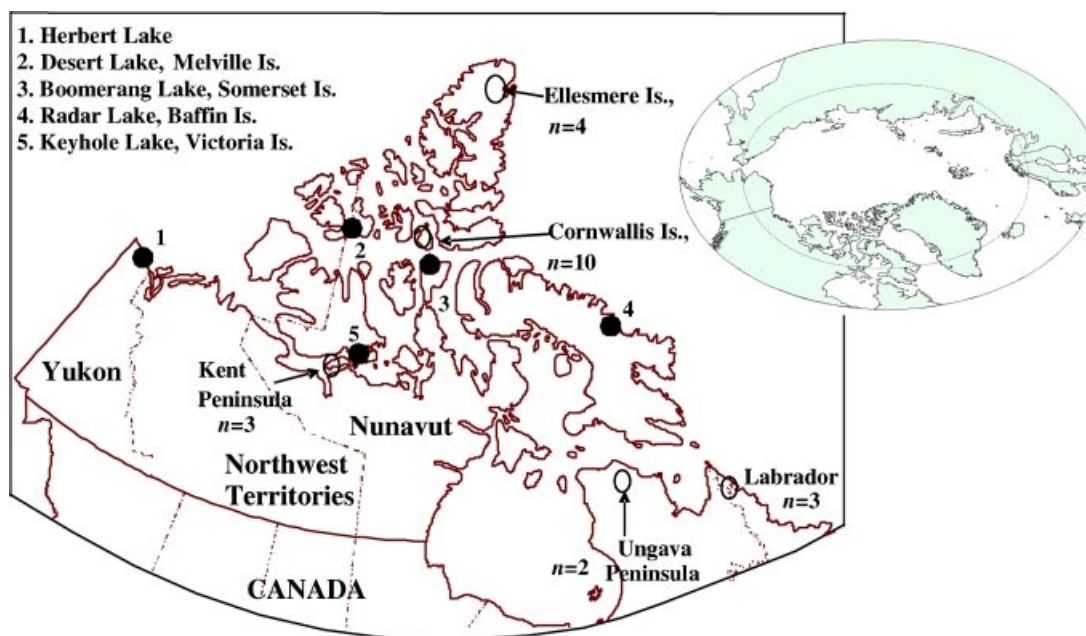 1. Herbert Lake
2. Desert Lake, Melville Is.
3. Boomerang Lake, Somerset Is.
4. Radar Lake, Baffin Is.
5. Keyhole Lake, Victoria Is.
Ellesmere Is.,
n=4
1
2
Cornwallis Is.,
n=10
3
4
5
Yukon
Kent
Peninsula
n=3
Nunavut
Northwest
Territories
Labrador
n=3
Ungava
Peninsula
n=2
CANADA